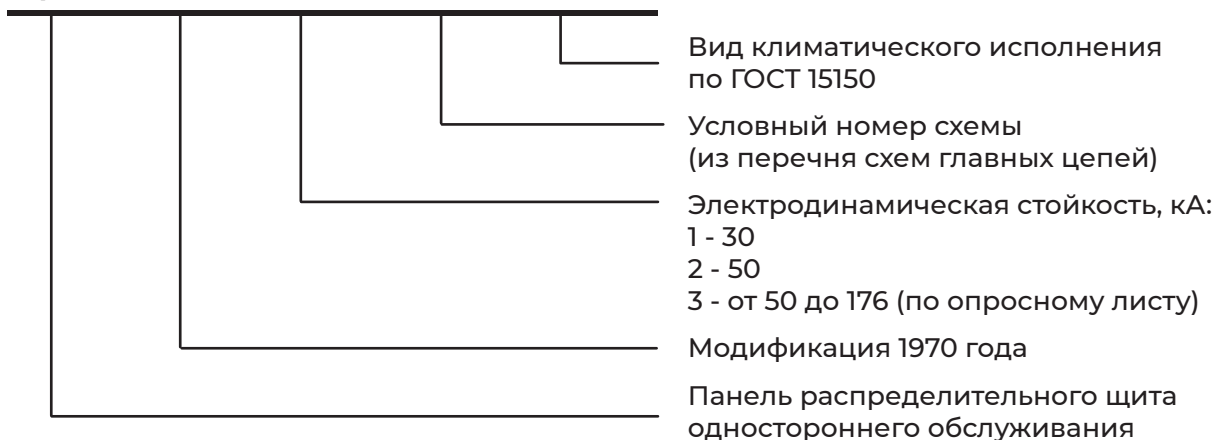 Вид климатического исполнения
по ГОСТ 15150
Условный номер схемы
(из перечня схем главных цепей)
Электродинамическая стойкость, кА:
1 - 30
2 - 50
3 - от 50 до 176 (по опросному листу)
Модификация 1970 года
Панель распределительного щита
одностороннего обслуживания